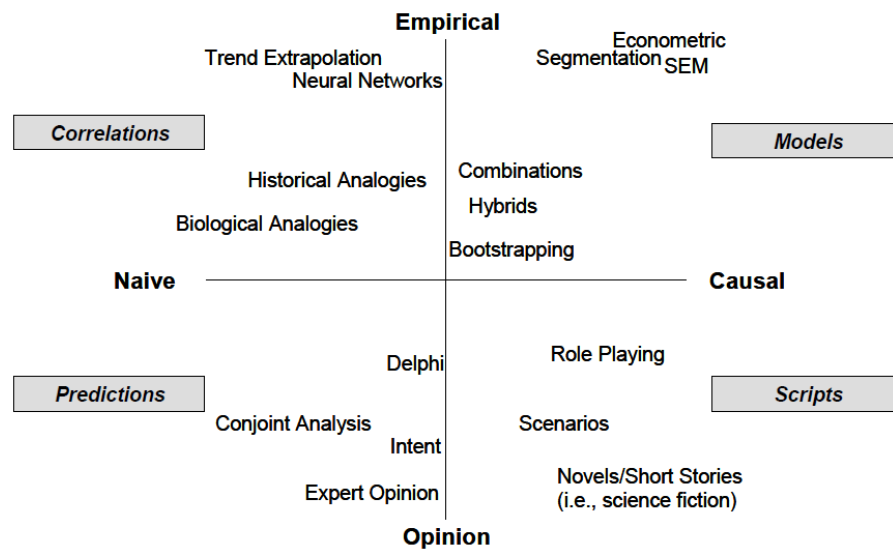 Empirical
Econometric
Trend Extrapolation
Segmentation
SEM
Neural Networks
Correlations
Models
Combinations
Historical Analogies
Hybrids
Biological Analogies
Bootstrapping
Naive
Causal
Delphi
Role Playing
Predictions
Scripts
Conjoint Analysis
Scenarios
Intent
Novels/Short Stories
(i.e., science fiction)
Expert Opinion
Opinion